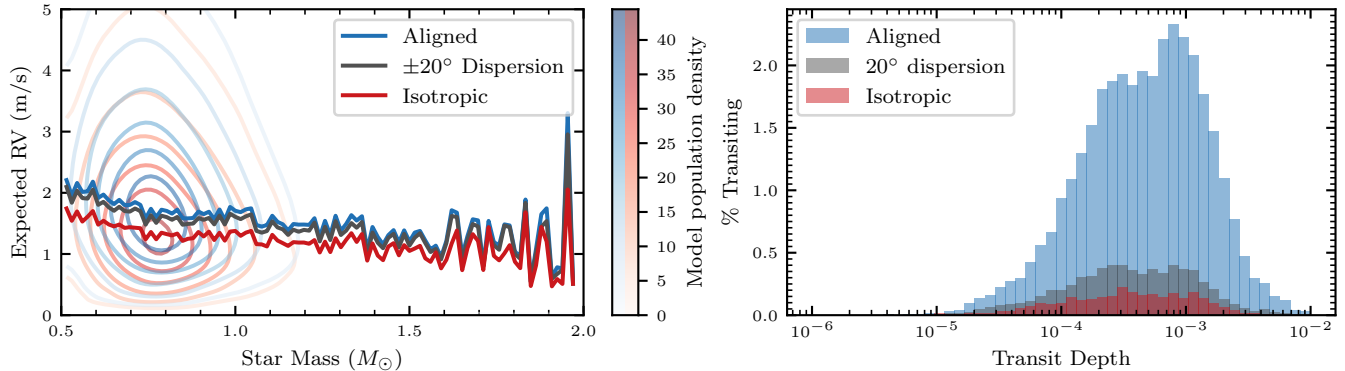 Expected RV (m/s)
5
4
3
2
1
0
0.5
1.0
1.5
2.0
Star Mass (M⊙)
Aligned
±20° Dispersion
Isotropic
40
35
30
25
20
15
10
5
0
Model population density
% Transiting
2.0
1.5
1.0
0.5
0.0
10⁻⁶
10⁻⁵
10⁻⁴
10⁻³
10⁻²
Transit Depth
Aligned
20° dispersion
Isotropic